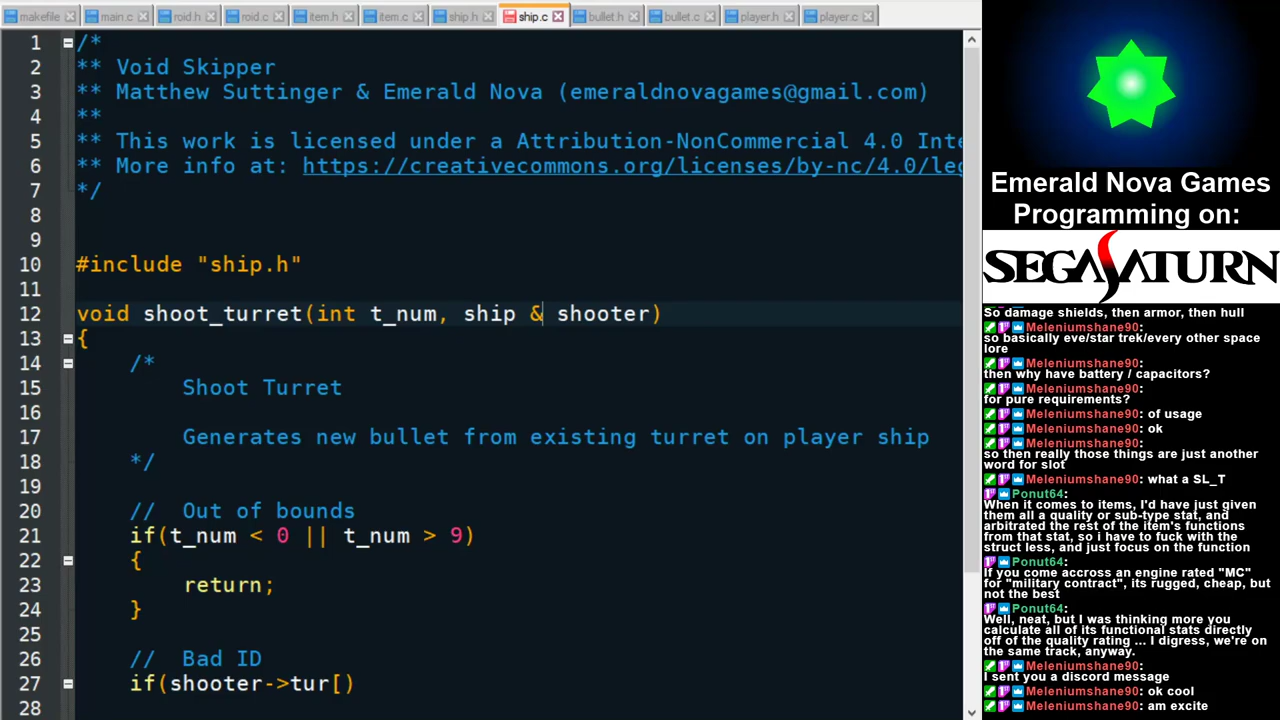 makefile main.c roid.h roid.c item.h item.c ship.h ship.c bullet.h bullet.c player.h player.c
1 /*
2 ** Void Skipper
3 ** Matthew Suttinger & Emerald Nova (emeraldnovagames@gmail.com)
4 **
5 ** This work is licensed under a Attribution-NonCommercial 4.0 Inte
6 ** More info at: https://creativecommons.org/licenses/by-nc/4.0/leg
7 */
8
9
10 #include "ship.h"
11
12 void shoot_turret(int t_num, ship & shooter)
13 {
14 /*
15 Shoot Turret
16
17 Generates new bullet from existing turret on player ship
18 */
19
20 // Out of bounds
21 if(t_num < 0 || t_num > 9)
22 {
23 return;
24 }
25
26 // Bad ID
27 if(shooter->tur[)
28
Emerald Nova Games
Programming on:
SEGA SATURN
So damage shields, then armor, then hull
Meleniumshane90:
so basically eve/star trek/every other space
lore
Meleniumshane90:
then why have battery / capacitors?
Meleniumshane90:
for pure requirements?
Meleniumshane90: of usage
Meleniumshane90: ok
Meleniumshane90:
so then really those things are just another
word for slot
Meleniumshane90: what a SL_T
Ponut64:
When it comes to items, I'd have just given
them all a quality or sub-type stat, and
arbitrated the rest of the item's functions
from that stat, so i have to fuck with the
struct less, and just focus on the function
Ponut64:
If you come accross an engine rated "MC"
for "military contract", its rugged, cheap, but
not the best
Ponut64:
Well, neat, but I was thinking more you
calculate all of its functional stats directly
off of the quality rating ... I digress, we're on
the same track, anyway.
Meleniumshane90:
I sent you a discord message
Meleniumshane90: ok cool
Meleniumshane90: am excite